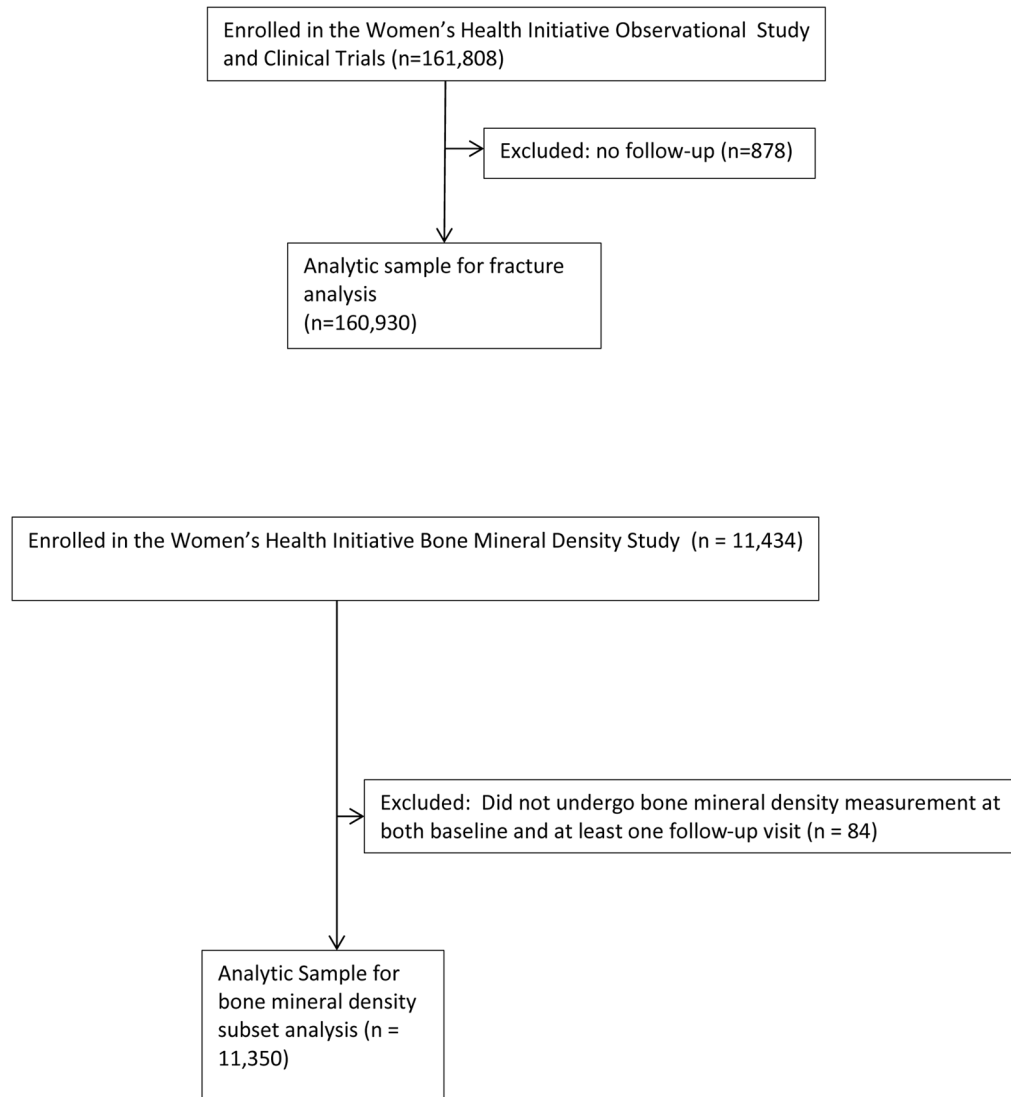 Enrolled in the Women’s Health Initiative Observational  Study
and Clinical Trials (n=161,808)
Excluded: no follow-up (n=878)
Analytic sample for fracture
analysis
(n=160,930)
Enrolled in the Women’s Health Initiative Bone Mineral Density Study  (n = 11,434)
Excluded:  Did not undergo bone mineral density measurement at
both baseline and at least one follow-up visit (n = 84)
Analytic Sample for
bone mineral density
subset analysis (n =
11,350)